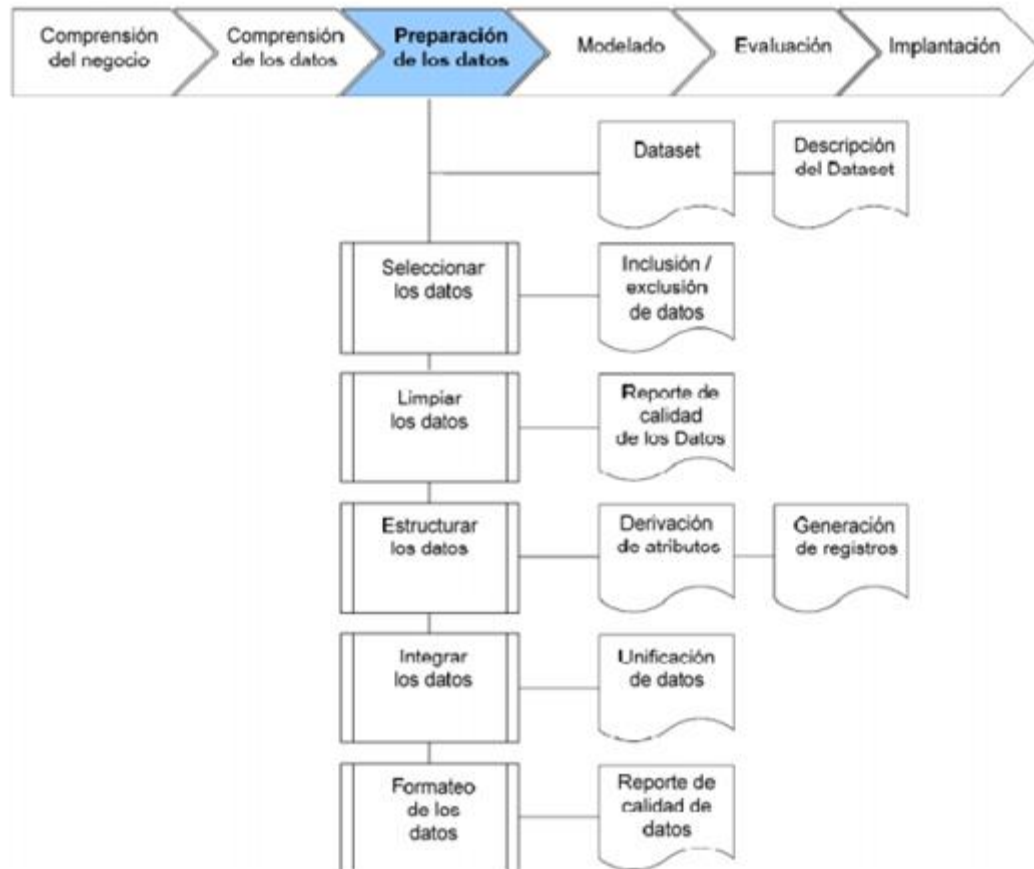 Comprensión
del negocio
Comprensión
de los datos
Preparación
de los datos
Modelado
Evaluación
Implantación
Dataset
Descripción
del Dataset
Seleccionar
los datos
Inclusión /
exclusión
de datos
Limpiar
los datos
Reporte de
calidad
de los Datos
Estructurar
los datos
Derivación
de atributos
Generación
de registros
Integrar
los datos
Unificación
de datos
Formateo
de los
datos
Reporte de
calidad de
datos